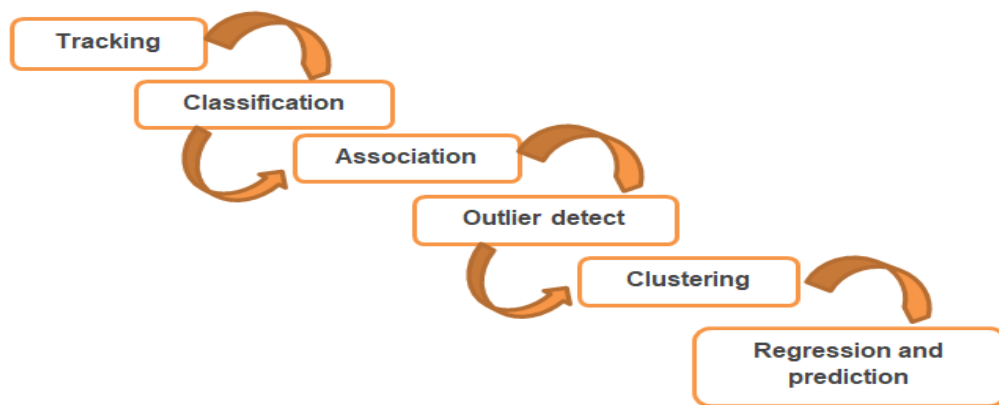 Tracking
Classification
Association
Outlier detect
Clustering
Regression and
prediction